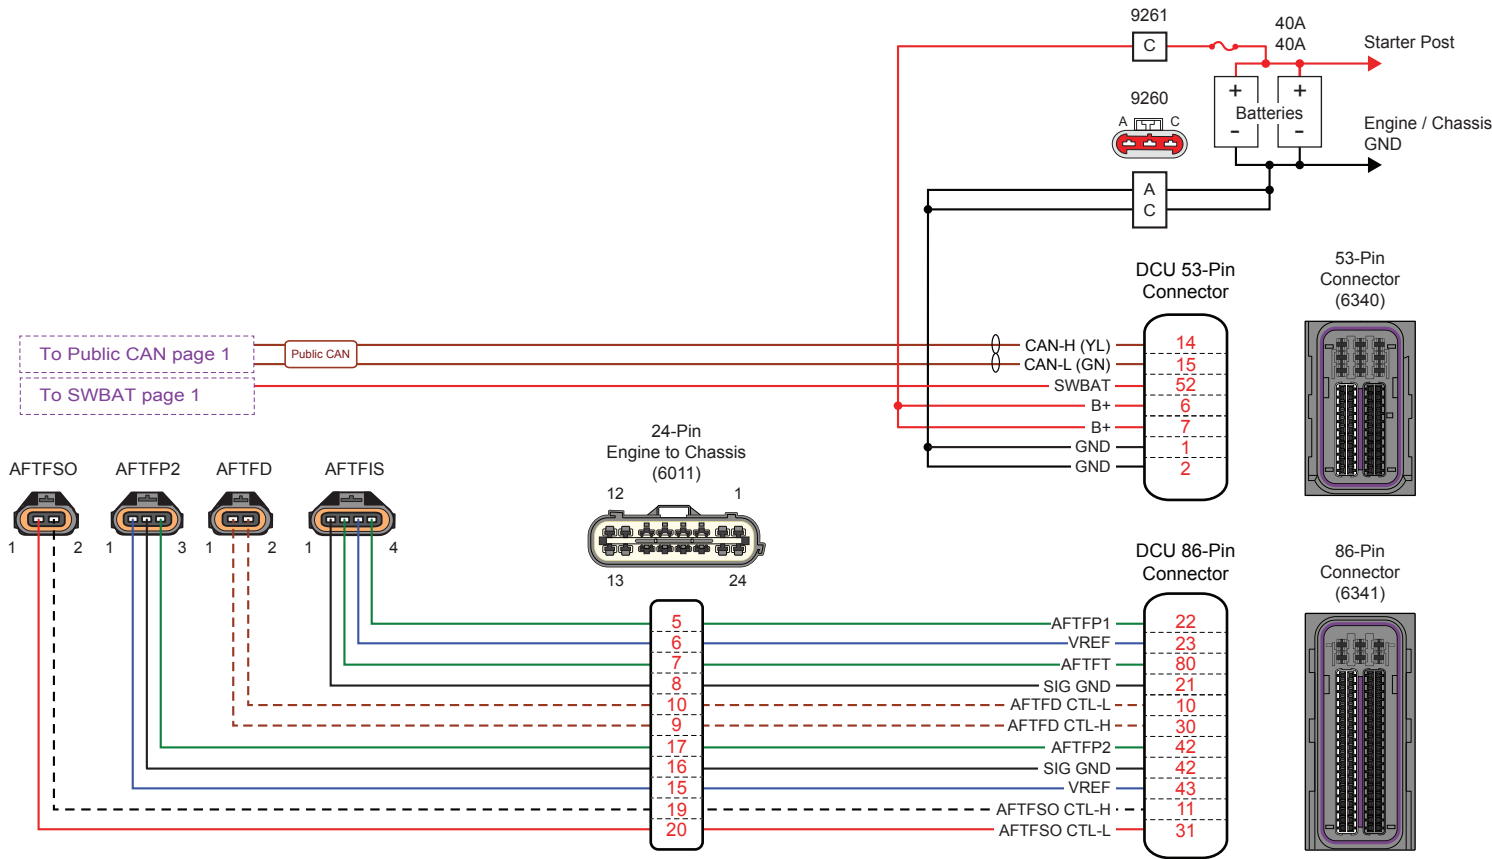 9261
C
40A
40A
Starter Post
9260
A C
+ +
Batteries
- -
Engine / Chassis
GND
A
C
DCU 53-Pin
Connector
53-Pin
Connector
(6340)
To Public CAN page 1
Public CAN
To SWBAT page 1
CAN-H (YL) 14
CAN-L (GN) 15
SWBAT 52
B+ 6
B+ 7
GND 1
GND 2
24-Pin
Engine to Chassis
(6011)
12 1
13 24
AFTFSO
1 2
AFTFP2
1 3
AFTFD
1 2
AFTFIS
1 4
DCU 86-Pin
Connector
86-Pin
Connector
(6341)
5 AFTFP1 22
6 VREF 23
7 AFTFT 80
8 SIG GND 21
10 AFTFD CTL-L 10
9 AFTFD CTL-H 30
17 AFTFP2 42
16 SIG GND 42
15 VREF 43
19 AFTFSO CTL-H 11
20 AFTFSO CTL-L 31